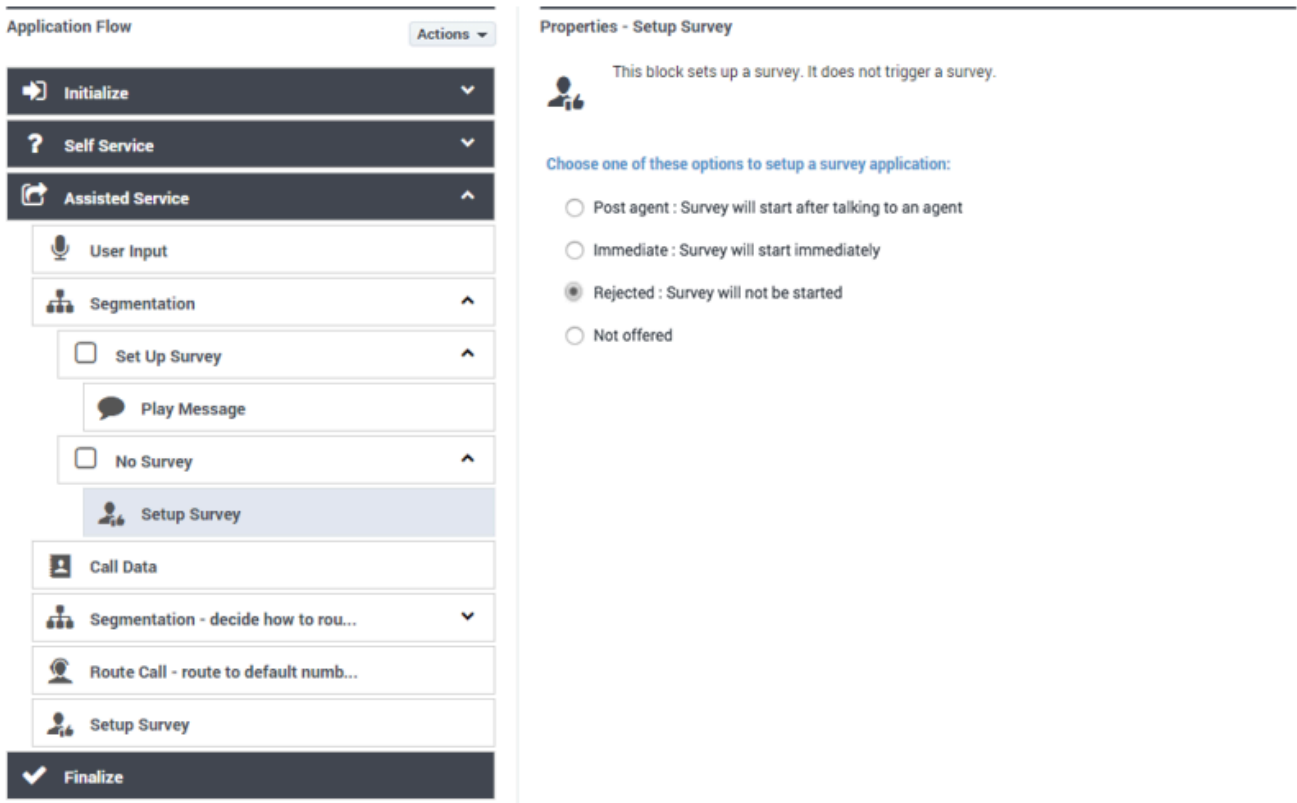 Application Flow
Actions
Initialize
Self Service
Assisted Service
User Input
Segmentation
Set Up Survey
Play Message
No Survey
Setup Survey
Call Data
Segmentation - decide how to rou...
Route Call - route to default numb...
Setup Survey
Finalize
Properties - Setup Survey
This block sets up a survey. It does not trigger a survey.
Choose one of these options to setup a survey application:
Post agent : Survey will start after talking to an agent
Immediate : Survey will start immediately
Rejected : Survey will not be started
Not offered